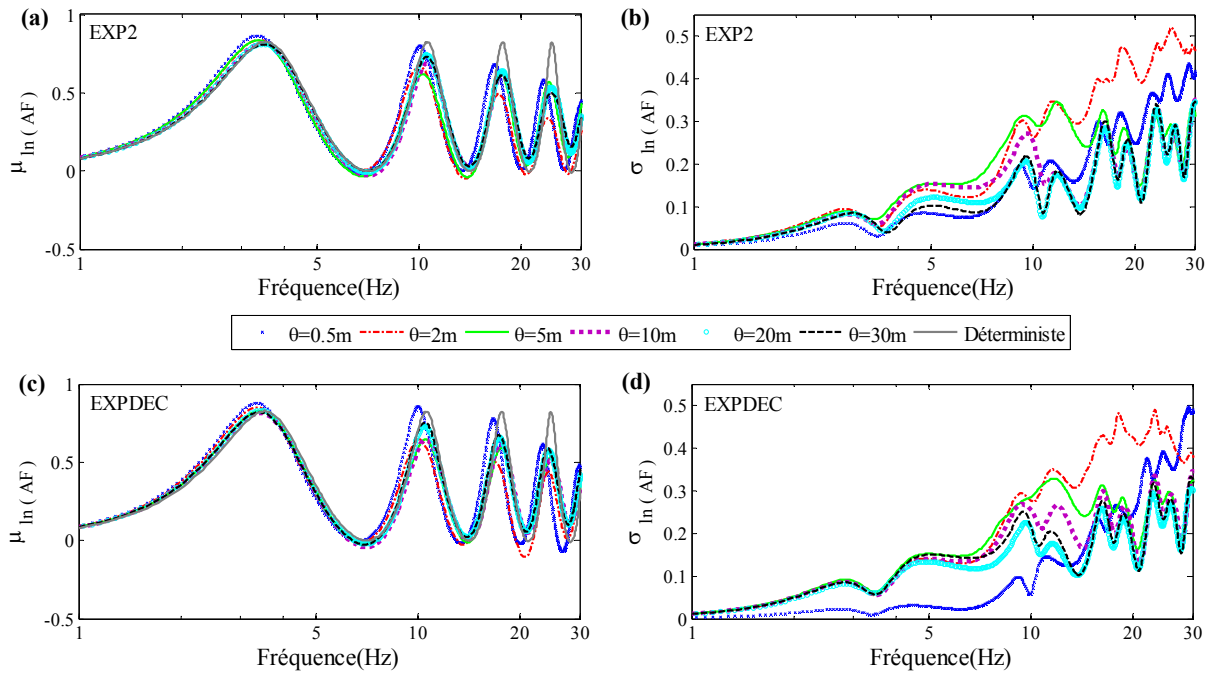 (a)
EXP2
1
0.5
0
-0.5
μ ln ( AF )
1
5
10
20
30
Fréquence(Hz)
(b)
EXP2
0.5
0.4
0.3
0.2
0.1
0
σ ln ( AF )
1
5
10
20
30
Fréquence(Hz)
θ=0.5m θ=2m θ=5m θ=10m θ=20m θ=30m Déterministe
(c)
EXPDEC
1
0.5
0
-0.5
μ ln ( AF )
1
5
10
20
30
Fréquence(Hz)
(d)
EXPDEC
0.5
0.4
0.3
0.2
0.1
0
σ ln ( AF )
1
5
10
20
30
Fréquence(Hz)